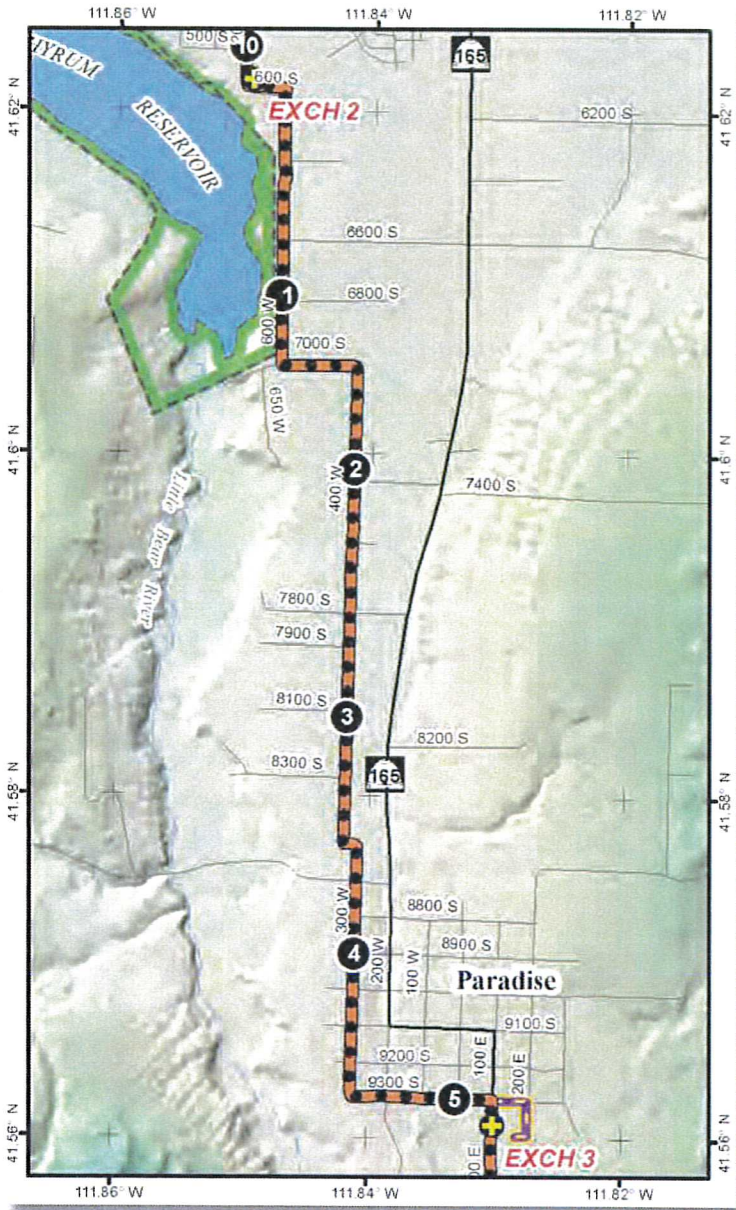 111.86° W
111.84° W
111.82° W
500 S
10
165
HYRUM
RESERVOIR
600 S
EXCH 2
41.62° N
41.62° N
6200 S
6600 S
1
6800 S
600 W
7000 S
650 W
41.6° N
41.6° N
2
400 W
7400 S
Little Bear River
7800 S
7900 S
8100 S
3
8200 S
8300 S
165
41.58° N
41.58° N
300 W
8800 S
200 W
100 W
8900 S
4
Paradise
9100 S
9200 S
100 E
200 E
9300 S
5
41.56° N
41.56° N
EXCH 3
00 E
111.86° W
111.84° W
111.82° W